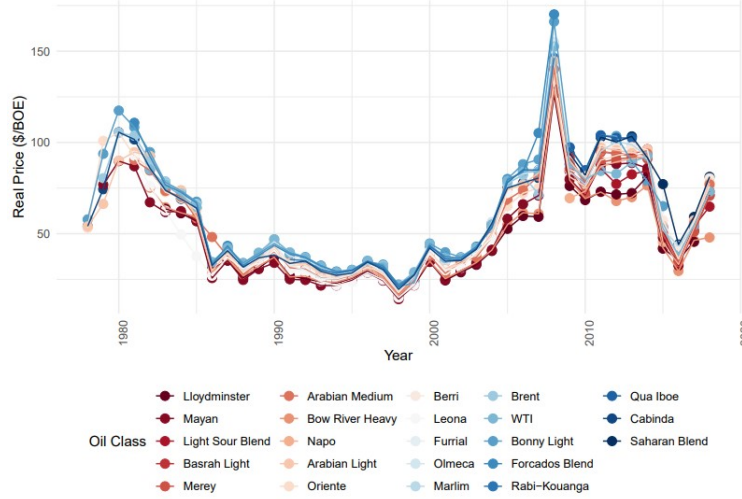 150
100
50
Real Price ($/BOE)
1980 1990 2000 2010
Year
Oil Class
Lloydminster Arabian Medium Berri Brent Qua Iboe
Mayan Bow River Heavy Leona WTI Cabinda
Light Sour Blend Napo Furrial Bonny Light Saharan Blend
Basrah Light Arabian Light Olmeca Forcados Blend
Merey Oriente Marlim Rabi−Kouanga